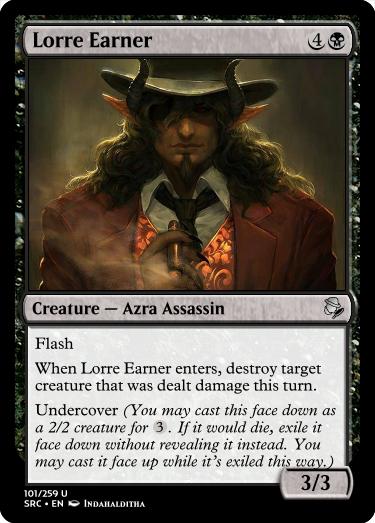 Lorre Earner 4
Creature — Azra Assassin
Flash
When Lorre Earner enters, destroy target
creature that was dealt damage this turn.
Undercover (You may cast this face down as
a 2/2 creature for 3. If it would die, exile it
face down without revealing it instead. You
may cast it face up while it's exiled this way.)
3/3
101/259 U
SRC • EN Indahalditha